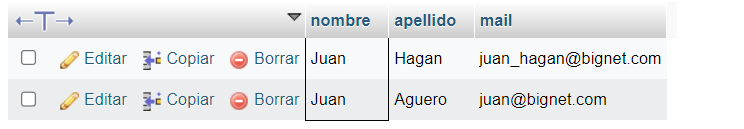 nombre apellido mail
Editar Copiar Borrar Juan Hagan juan_hagan@bignet.com
Editar Copiar Borrar Juan Aguero juan@bignet.com